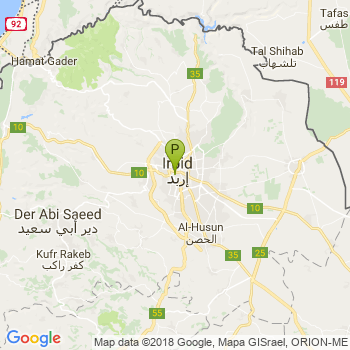 92
Tafas
طفس
Hamat Gader
35
Tal Shihab
تلشهاب
119
10
P
Irbid
إربد
10
10
Der Abi Saeed
دير أبي سعيد
Al-Husun
الحصن
Kufr Rakeb
كفر راكب
35
25
55
Google
Map data ©2018 Google, Mapa GISrael, ORION-ME